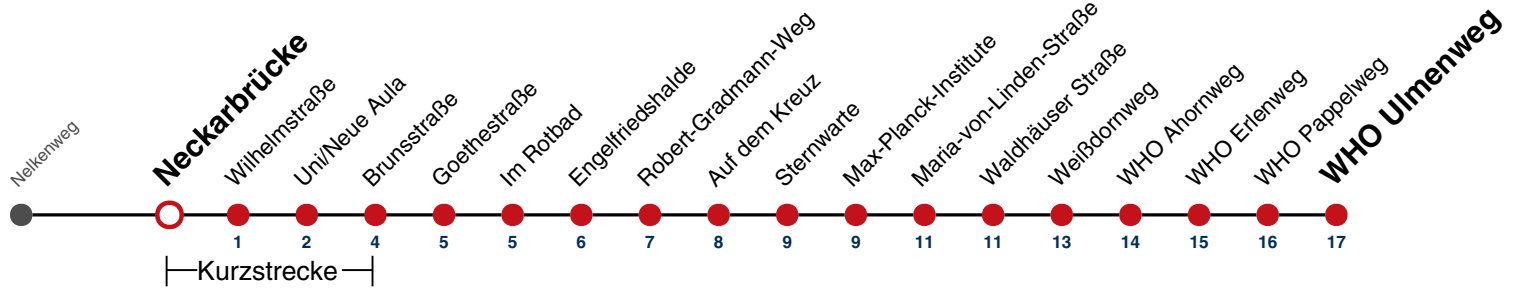 Nelkenweg
Neckarbrücke
Wilhelmstraße
Uni/Neue Aula
Brunsstraße
Goethestraße
Im Rotbad
Engelfriedshalde
Robert-Gradmann-Weg
Auf dem Kreuz
Sternwarte
Max-Planck-Institute
Maria-von-Linden-Straße
Waldhäuser Straße
Weißdornweg
WHO Ahornweg
WHO Erlenweg
WHO Pappelweg
WHO Ulmenweg
1 2 4 5 5 6 7 8 9 9 11 11 13 14 15 16 17
Kurzstrecke